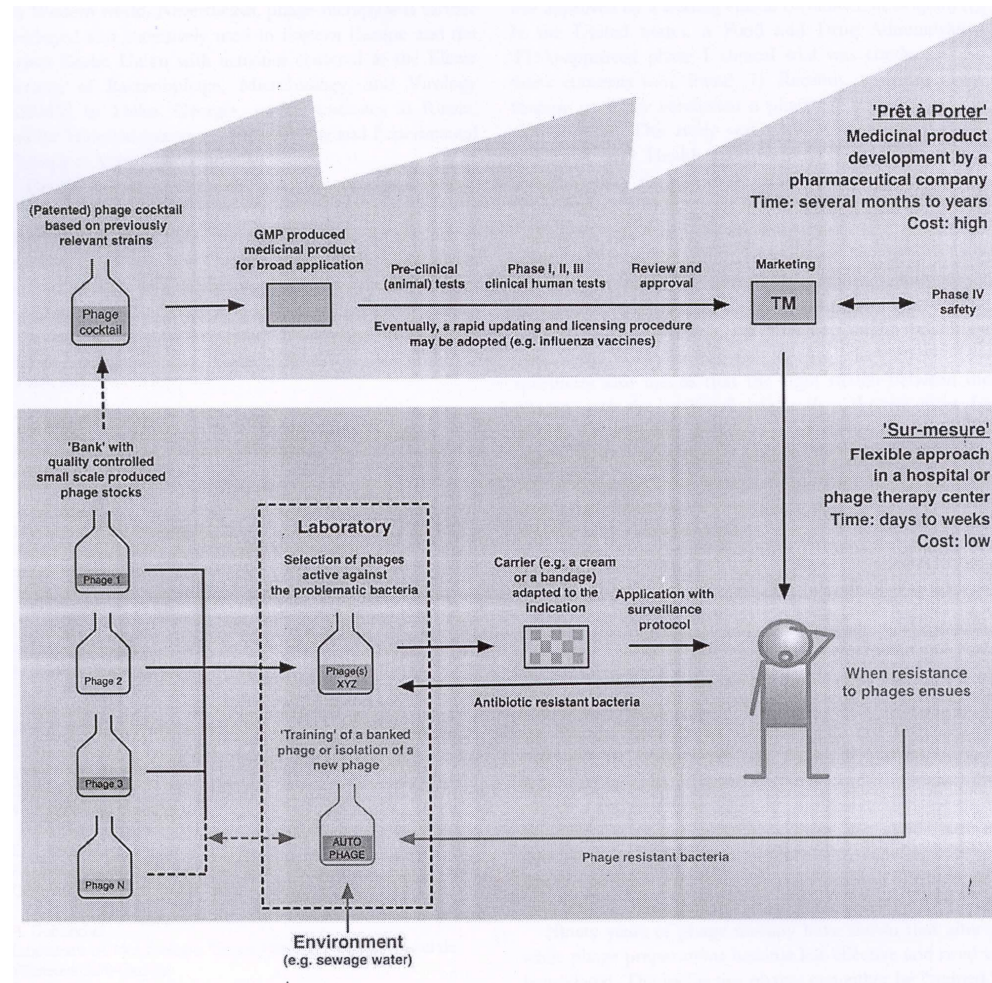 'Prêt à Porter'
Medicinal product
development by a
pharmaceutical company
Time: several months to years
Cost: high
(Patented) phage cocktail
based on previously
relevant strains
Phage
cocktail
GMP produced
medicinal product
for broad application
Pre-clinical
(animal) tests
Phase I, II, III
clinical human tests
Review and
approval
Eventually, a rapid updating and licensing procedure
may be adopted (e.g. influenza vaccines)
Marketing
TM
Phase IV
safety
'Sur-mesure'
Flexible approach
in a hospital or
phage therapy center
Time: days to weeks
Cost: low
'Bank' with
quality controlled
small scale produced
phage stocks
Phage 1
Phage 2
Phage 3
Phage N
Laboratory
Selection of phages
active against
the problematic bacteria
Phage(s)
XYZ
'Training' of a banked
phage or isolation of a
new phage
AUTO
PHAGE
Carrier (e.g. a cream
or a bandage)
adapted to the
indication
Application with
surveillance
protocol
Antibiotic resistant bacteria
When resistance
to phages ensues
Phage resistant bacteria
Environment
(e.g. sewage water)